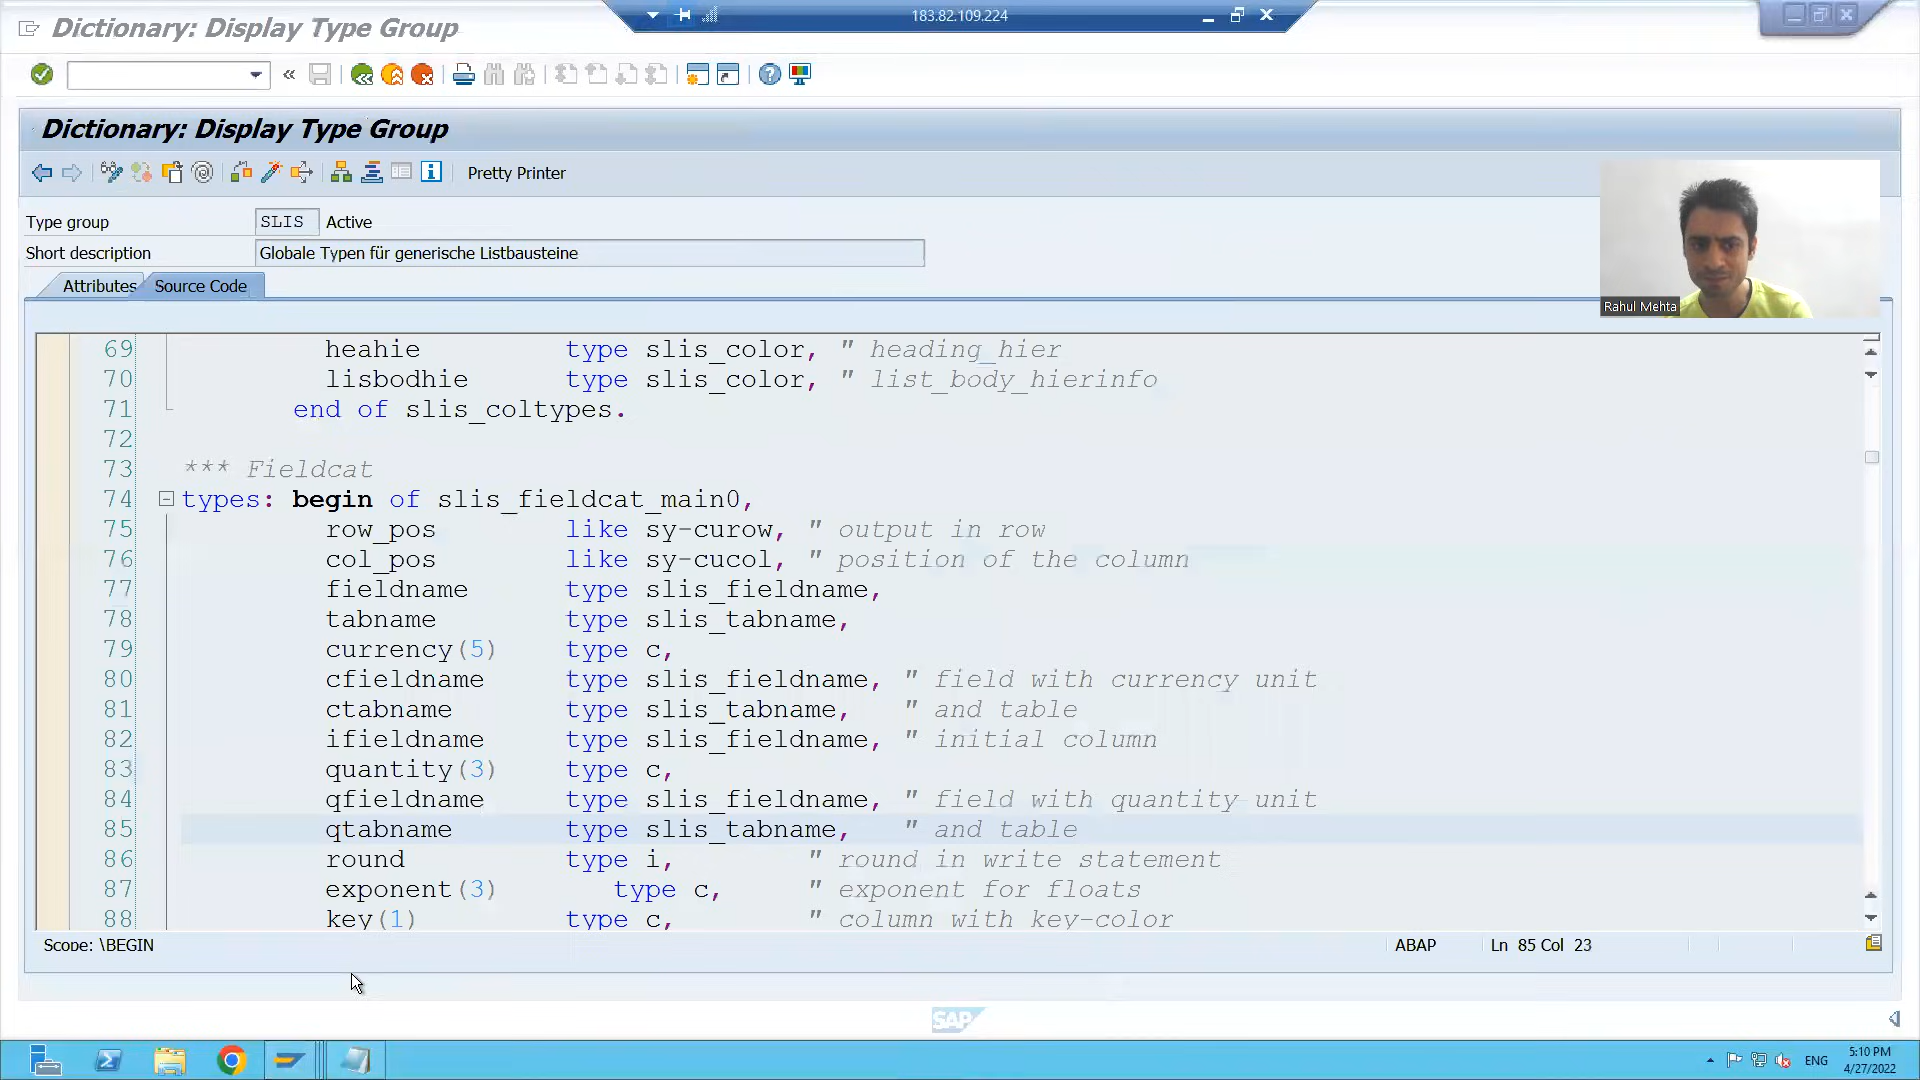 Dictionary: Display Type Group
183.82.109.224
Dictionary: Display Type Group
Pretty Printer
Type group SLIS Active
Short description Globale Typen für generische Listbausteine
Attributes Source Code
Rahul Mehta
69 heahie type slis_color, " heading_hier
70 lisbodhie type slis_color, " list_body_hierinfo
71 end of slis_coltypes.
72
73 *** Fieldcat
74 types: begin of slis_fieldcat_main0,
75 row_pos like sy-curow, " output in row
76 col_pos like sy-cucol, " position of the column
77 fieldname type slis_fieldname,
78 tabname type slis_tabname,
79 currency(5) type c,
80 cfieldname type slis_fieldname, " field with currency unit
81 ctabname type slis_tabname, " and table
82 ifieldname type slis_fieldname, " initial column
83 quantity(3) type c,
84 qfieldname type slis_fieldname, " field with quantity unit
85 qtabname type slis_tabname, " and table
86 round type i, " round in write statement
87 exponent(3) type c, " exponent for floats
88 key(1) type c, " column with key-color
Scope: \BEGIN ABAP Ln 85 Col 23
SAP
ENG 5:10 PM
4/27/2022